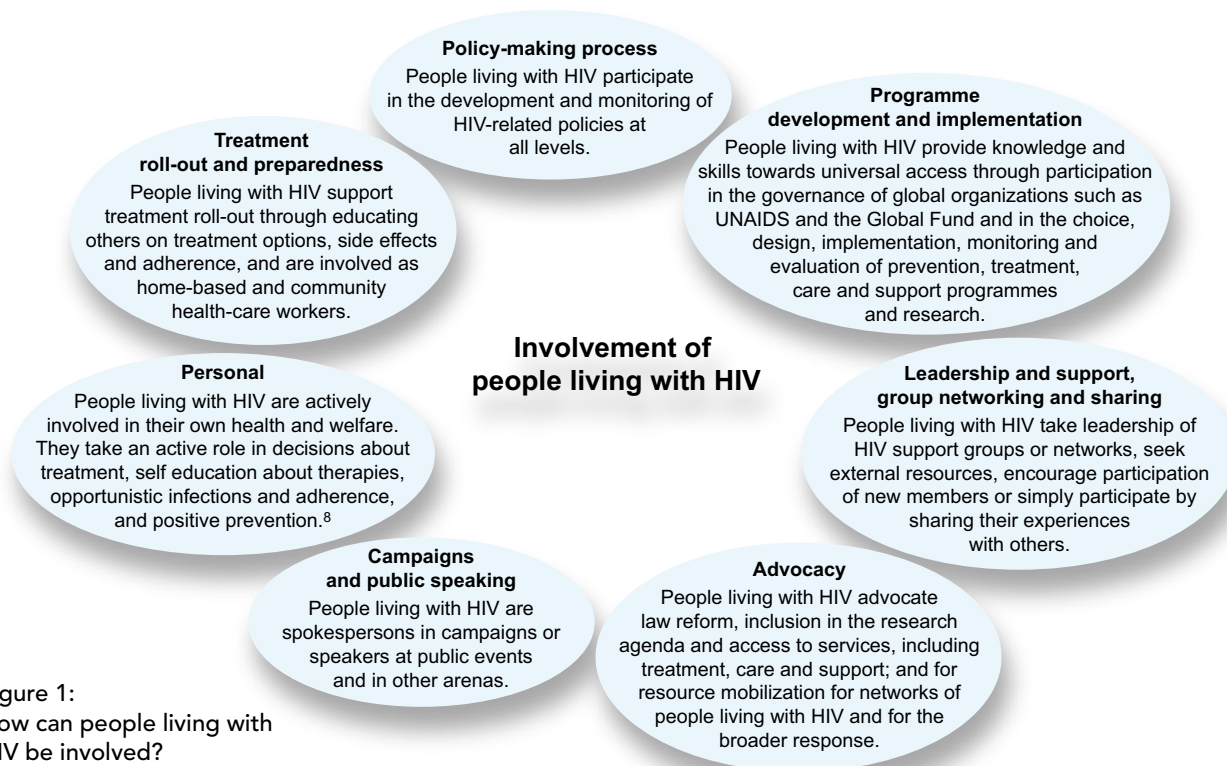 Policy-making process
People living with HIV participate
in the development and monitoring of
HIV-related policies at
all levels.
Programme
development and implementation
People living with HIV provide knowledge and
skills towards universal access through participation
in the governance of global organizations such as
UNAIDS and the Global Fund and in the choice,
design, implementation, monitoring and
evaluation of prevention, treatment,
care and support programmes
and research.
Treatment
roll-out and preparedness
People living with HIV support
treatment roll-out through educating
others on treatment options, side effects
and adherence, and are involved as
home-based and community
health-care workers.
Involvement of
people living with HIV
Personal
People living with HIV are actively
involved in their own health and welfare.
They take an active role in decisions about
treatment, self education about therapies,
opportunistic infections and adherence,
and positive prevention.8
Leadership and support,
group networking and sharing
People living with HIV take leadership of
HIV support groups or networks, seek
external resources, encourage participation
of new members or simply participate by
sharing their experiences
with others.
Campaigns
and public speaking
People living with HIV are
spokespersons in campaigns or
speakers at public events
and in other arenas.
Advocacy
People living with HIV advocate
law reform, inclusion in the research
agenda and access to services, including
treatment, care and support; and for
resource mobilization for networks of
people living with HIV and for the
broader response.
gure 1:
ow can people living with
IV be involved?